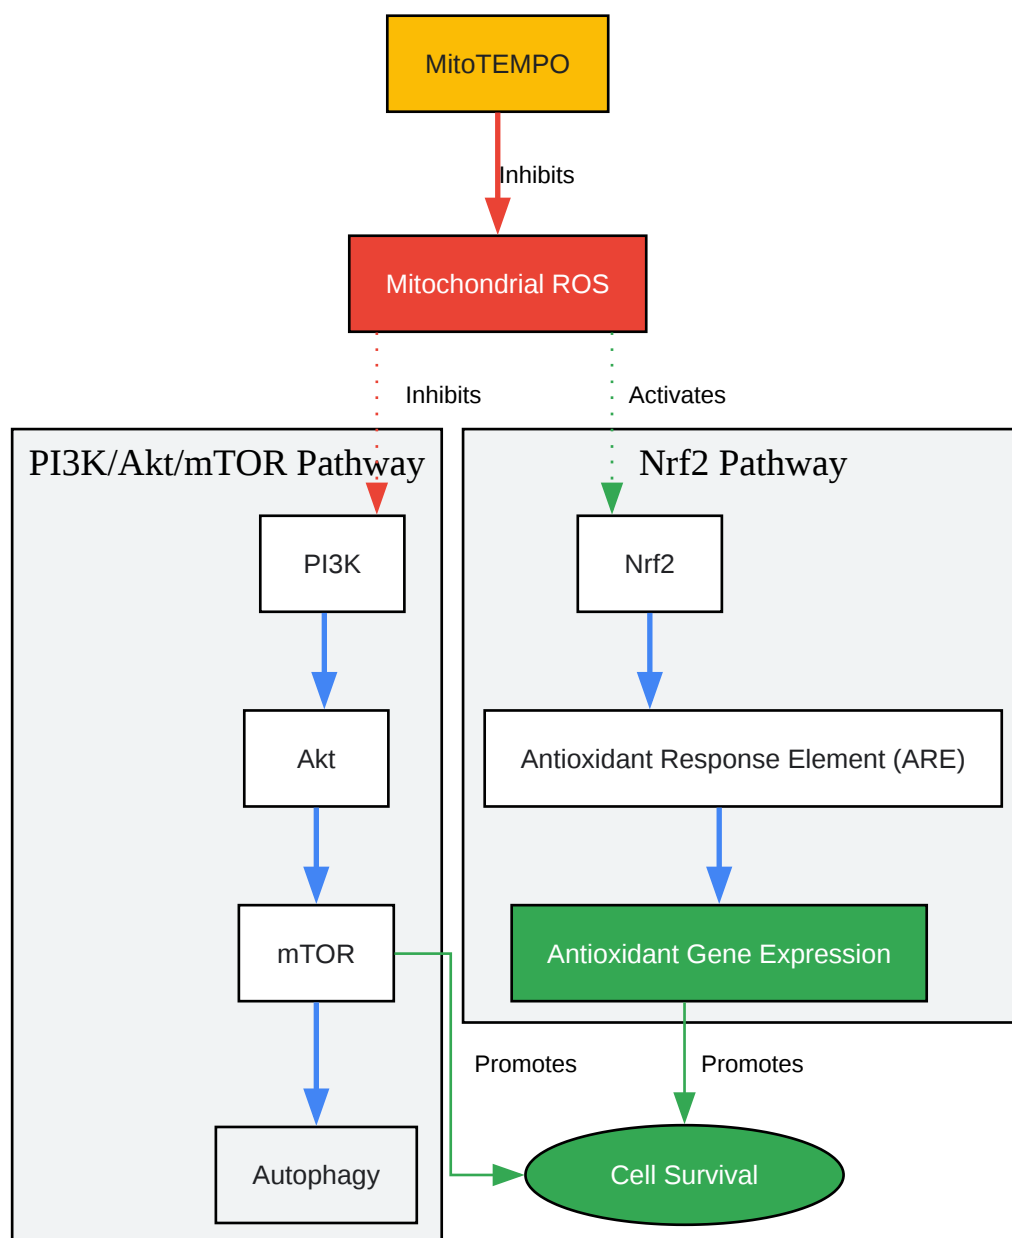 MitoTEMPO
Inhibits
Mitochondrial ROS
Inhibits
Activates
PI3K/Akt/mTOR Pathway
Nrf2 Pathway
PI3K
Nrf2
Akt
Antioxidant Response Element (ARE)
mTOR
Antioxidant Gene Expression
Promotes
Promotes
Autophagy
Cell Survival